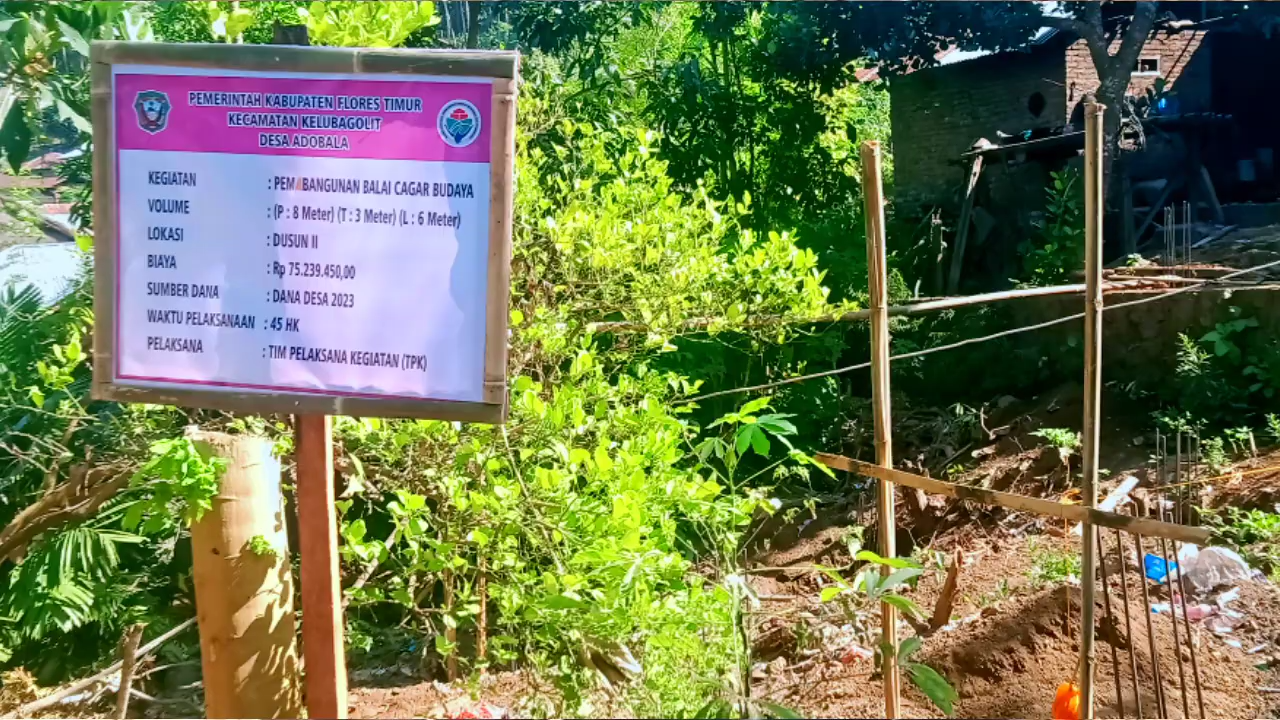 PEMERINTAH KABUPATEN FLORES TIMUR
KECAMATAN KELUBAGOLIT
DESA ADOBALA
KEGIATAN : PEMBANGUNAN BALAI CAGAR BUDAYA
VOLUME : (P : 8 Meter) (T : 3 Meter) (L : 6 Meter)
LOKASI : DUSUN II
BIAYA : Rp 75.239.450,00
SUMBER DANA : DANA DESA 2023
WAKTU PELAKSANAAN : 45 HK
PELAKSANA : TIM PELAKSANA KEGIATAN (TPK)